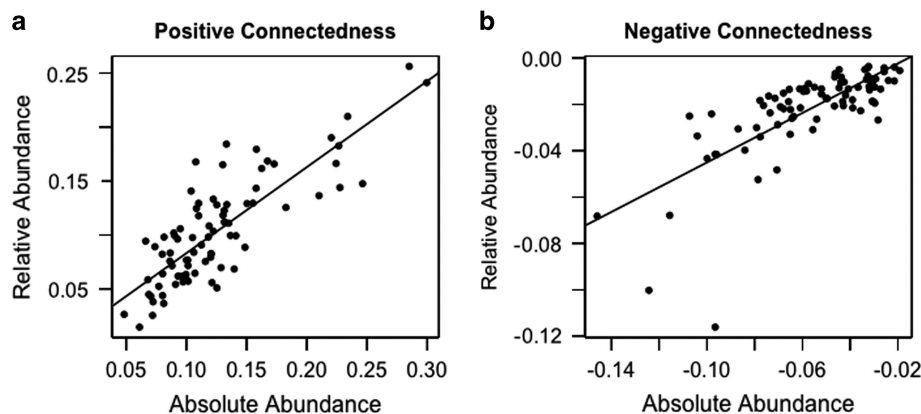 a
Positive Connectedness
Relative Abundance
0.25
0.15
0.05
0.05 0.10 0.15 0.20 0.25 0.30
Absolute Abundance
b
Negative Connectedness
Relative Abundance
0.00
-0.04
-0.08
-0.12
-0.14 -0.10 -0.06 -0.02
Absolute Abundance